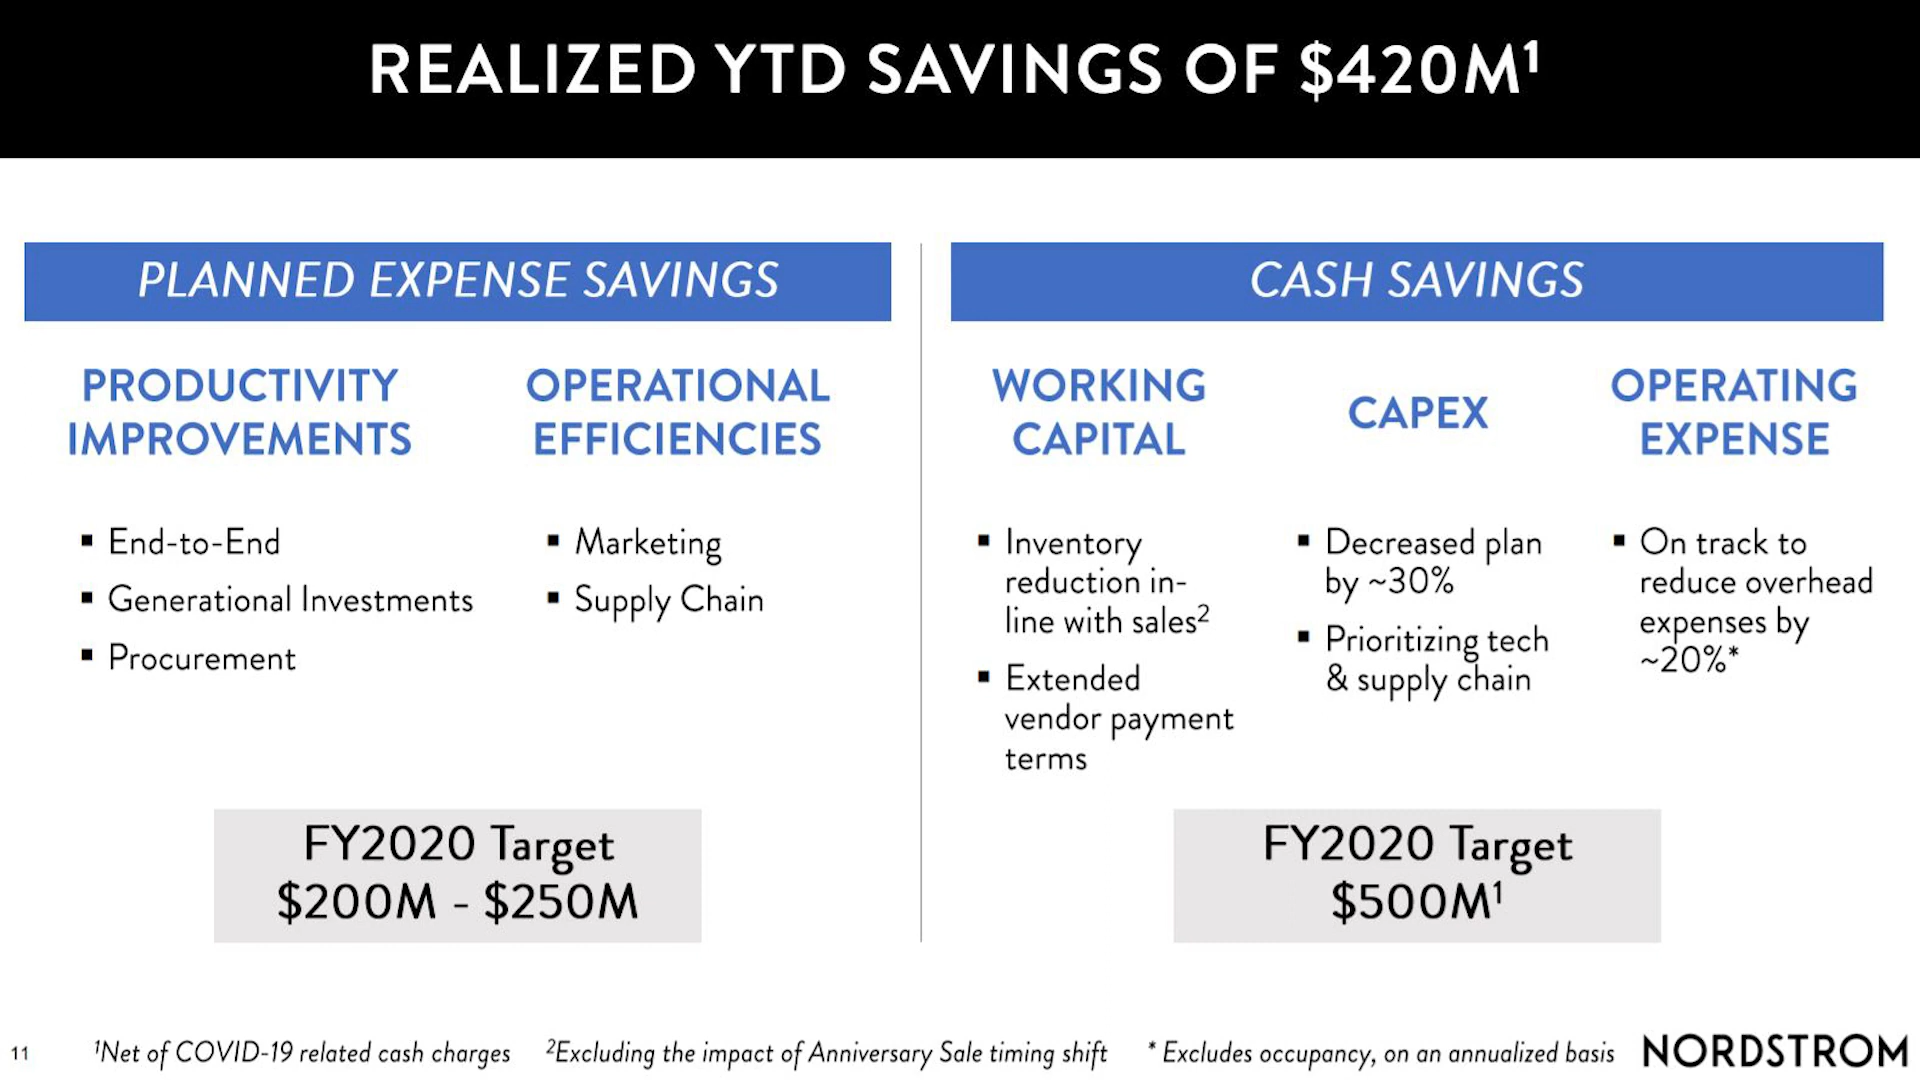 REALIZED YTD SAVINGS OF $420M¹
PLANNED EXPENSE SAVINGS
PRODUCTIVITY
IMPROVEMENTS
▪ End-to-End
▪ Generational Investments
▪ Procurement
OPERATIONAL
EFFICIENCIES
▪ Marketing
▪ Supply Chain
FY2020 Target
$200M - $250M
CASH SAVINGS
WORKING
CAPITAL
▪ Inventory
reduction in-
line with sales²
▪ Extended
vendor payment
terms
CAPEX
▪ Decreased plan
by ~30%
▪ Prioritizing tech
& supply chain
OPERATING
EXPENSE
▪ On track to
reduce overhead
expenses by
~20%*
FY2020 Target
$500M¹
11
¹Net of COVID-19 related cash charges
²Excluding the impact of Anniversary Sale timing shift
* Excludes occupancy, on an annualized basis
NORDSTROM